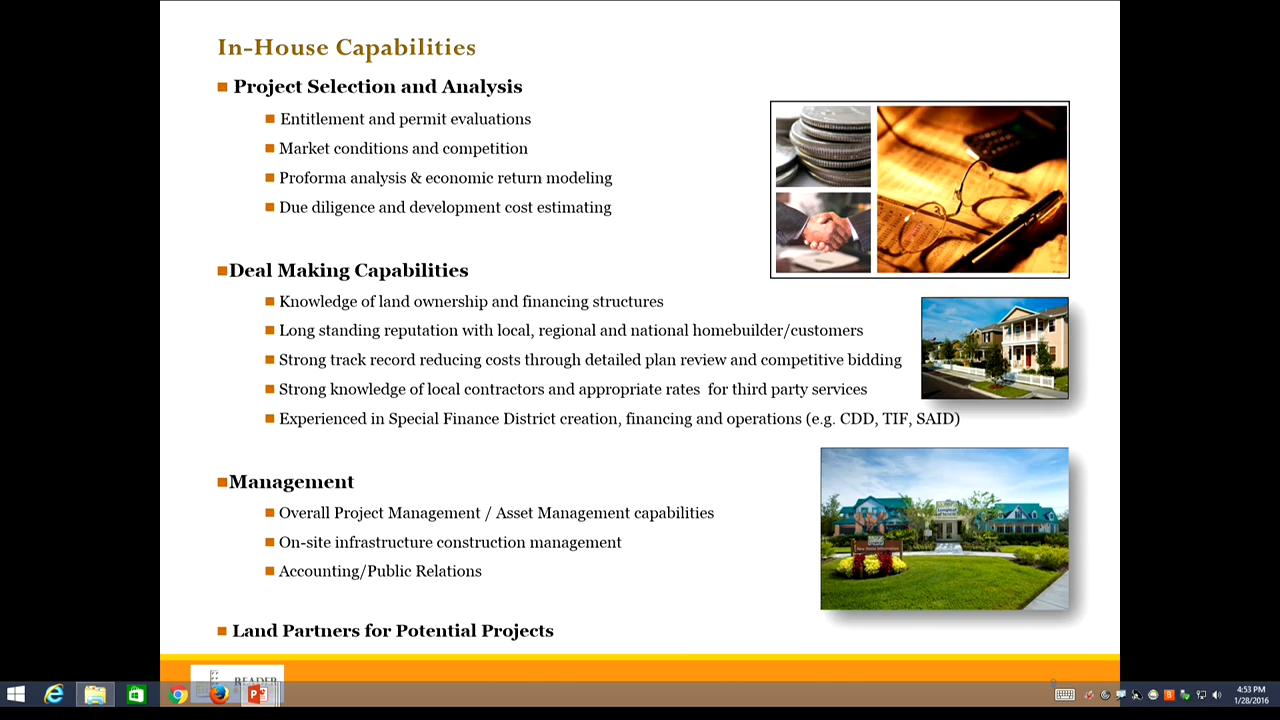 In-House Capabilities
Project Selection and Analysis
Entitlement and permit evaluations
Market conditions and competition
Proforma analysis & economic return modeling
Due diligence and development cost estimating
Deal Making Capabilities
Knowledge of land ownership and financing structures
Long standing reputation with local, regional and national homebuilder/customers
Strong track record reducing costs through detailed plan review and competitive bidding
Strong knowledge of local contractors and appropriate rates  for third party services
Experienced in Special Finance District creation, financing and operations (e.g. CDD, TIF, SAID)
Management
Overall Project Management / Asset Management capabilities
On-site infrastructure construction management
Accounting/Public Relations
Land Partners for Potential Projects
READER
4:53 PM
1/28/2016